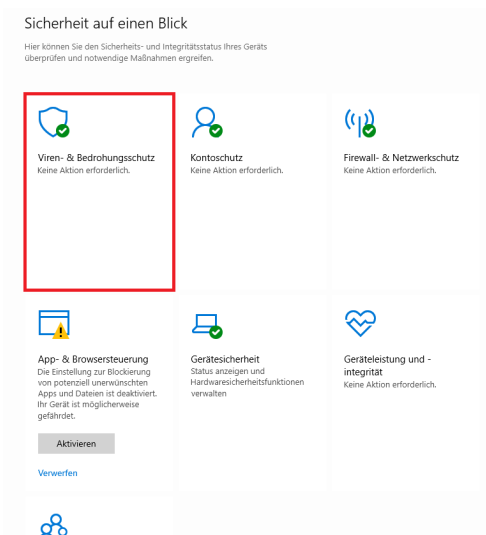 Sicherheit auf einen Blick
Hier können Sie den Sicherheits- und Integritätsstatus Ihres Geräts
überprüfen und notwendige Maßnahmen ergreifen.
Viren- & Bedrohungsschutz
Keine Aktion erforderlich.
Kontoschutz
Keine Aktion erforderlich.
Firewall- & Netzwerkschutz
Keine Aktion erforderlich.
App- & Browsersteuerung
Die Einstellung zur Blockierung
von potenziell unerwünschten
Apps und Dateien ist deaktiviert.
Ihr Gerät ist möglicherweise
gefährdet.
Aktivieren
Verwerfen
Gerätesicherheit
Status anzeigen und
Hardwaresicherheitsfunktionen
verwalten
Geräteleistung und -
integrität
Keine Aktion erforderlich.